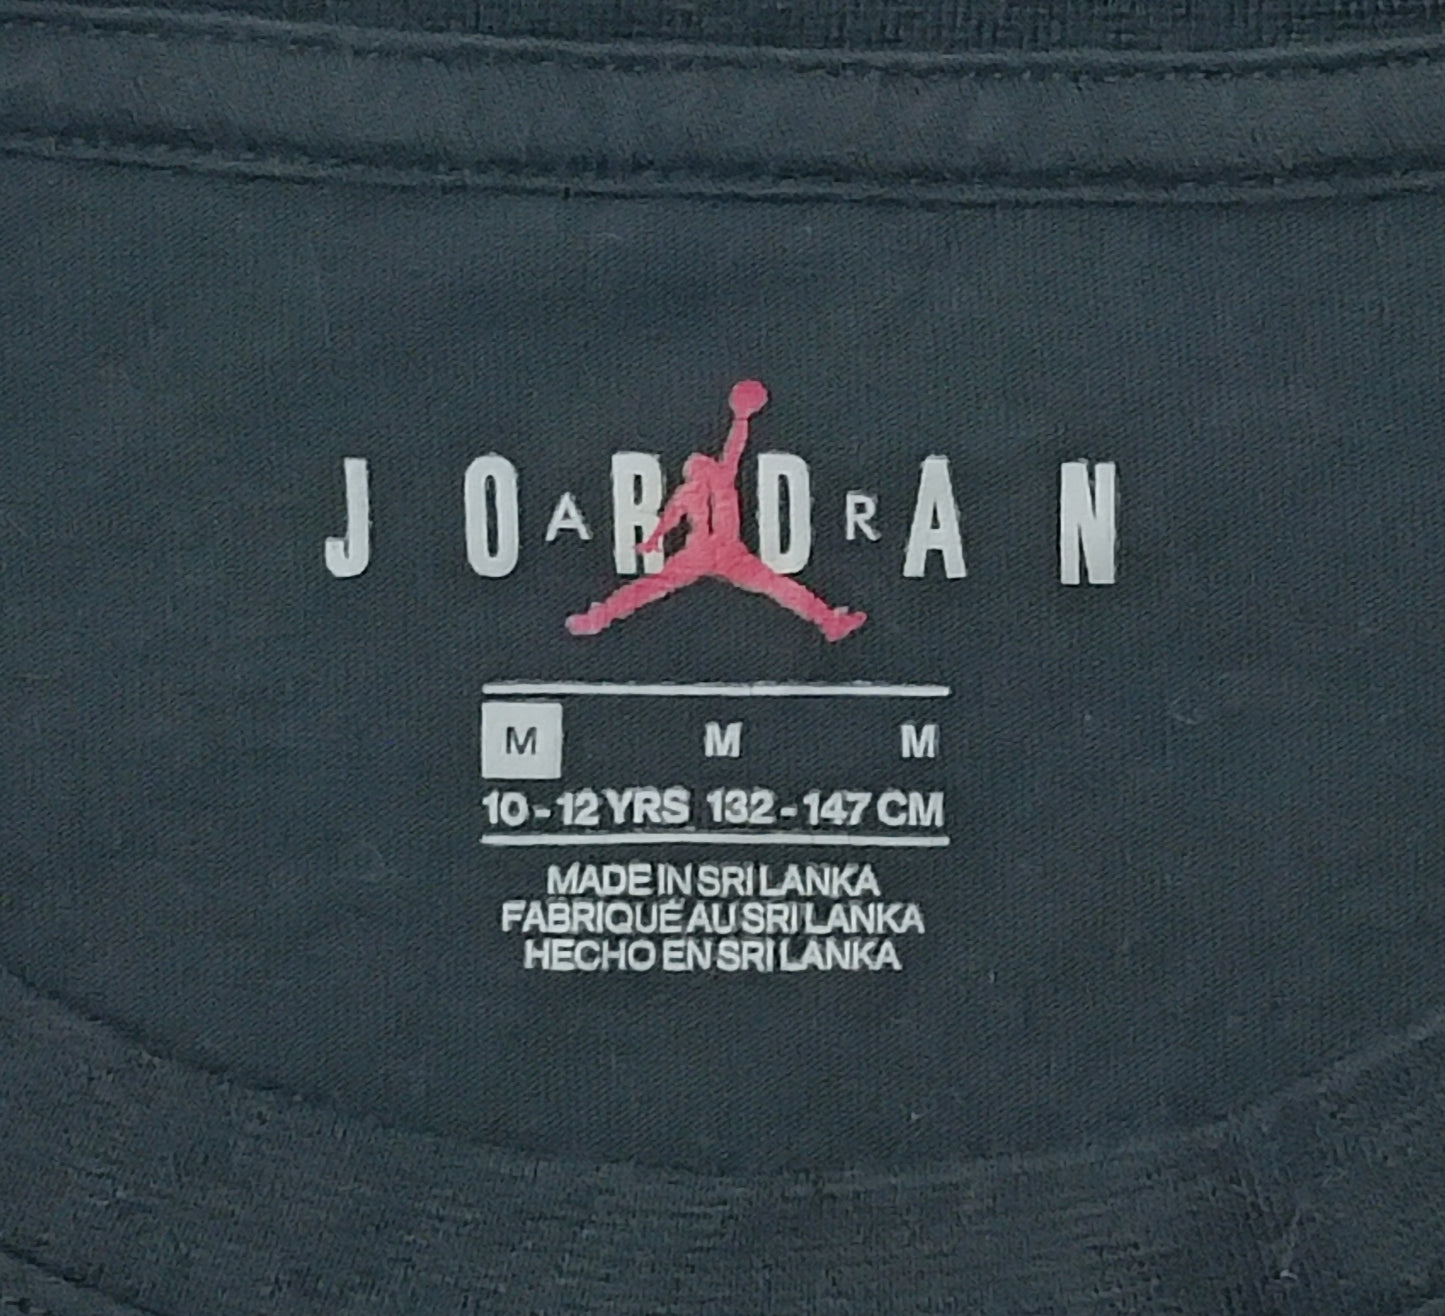 JORDAN
AIR
M M M
10 - 12 YRS 132 - 147 CM
MADE IN SRI LANKA
FABRIQUÉ AU SRI LANKA
HECHO EN SRI LANKA